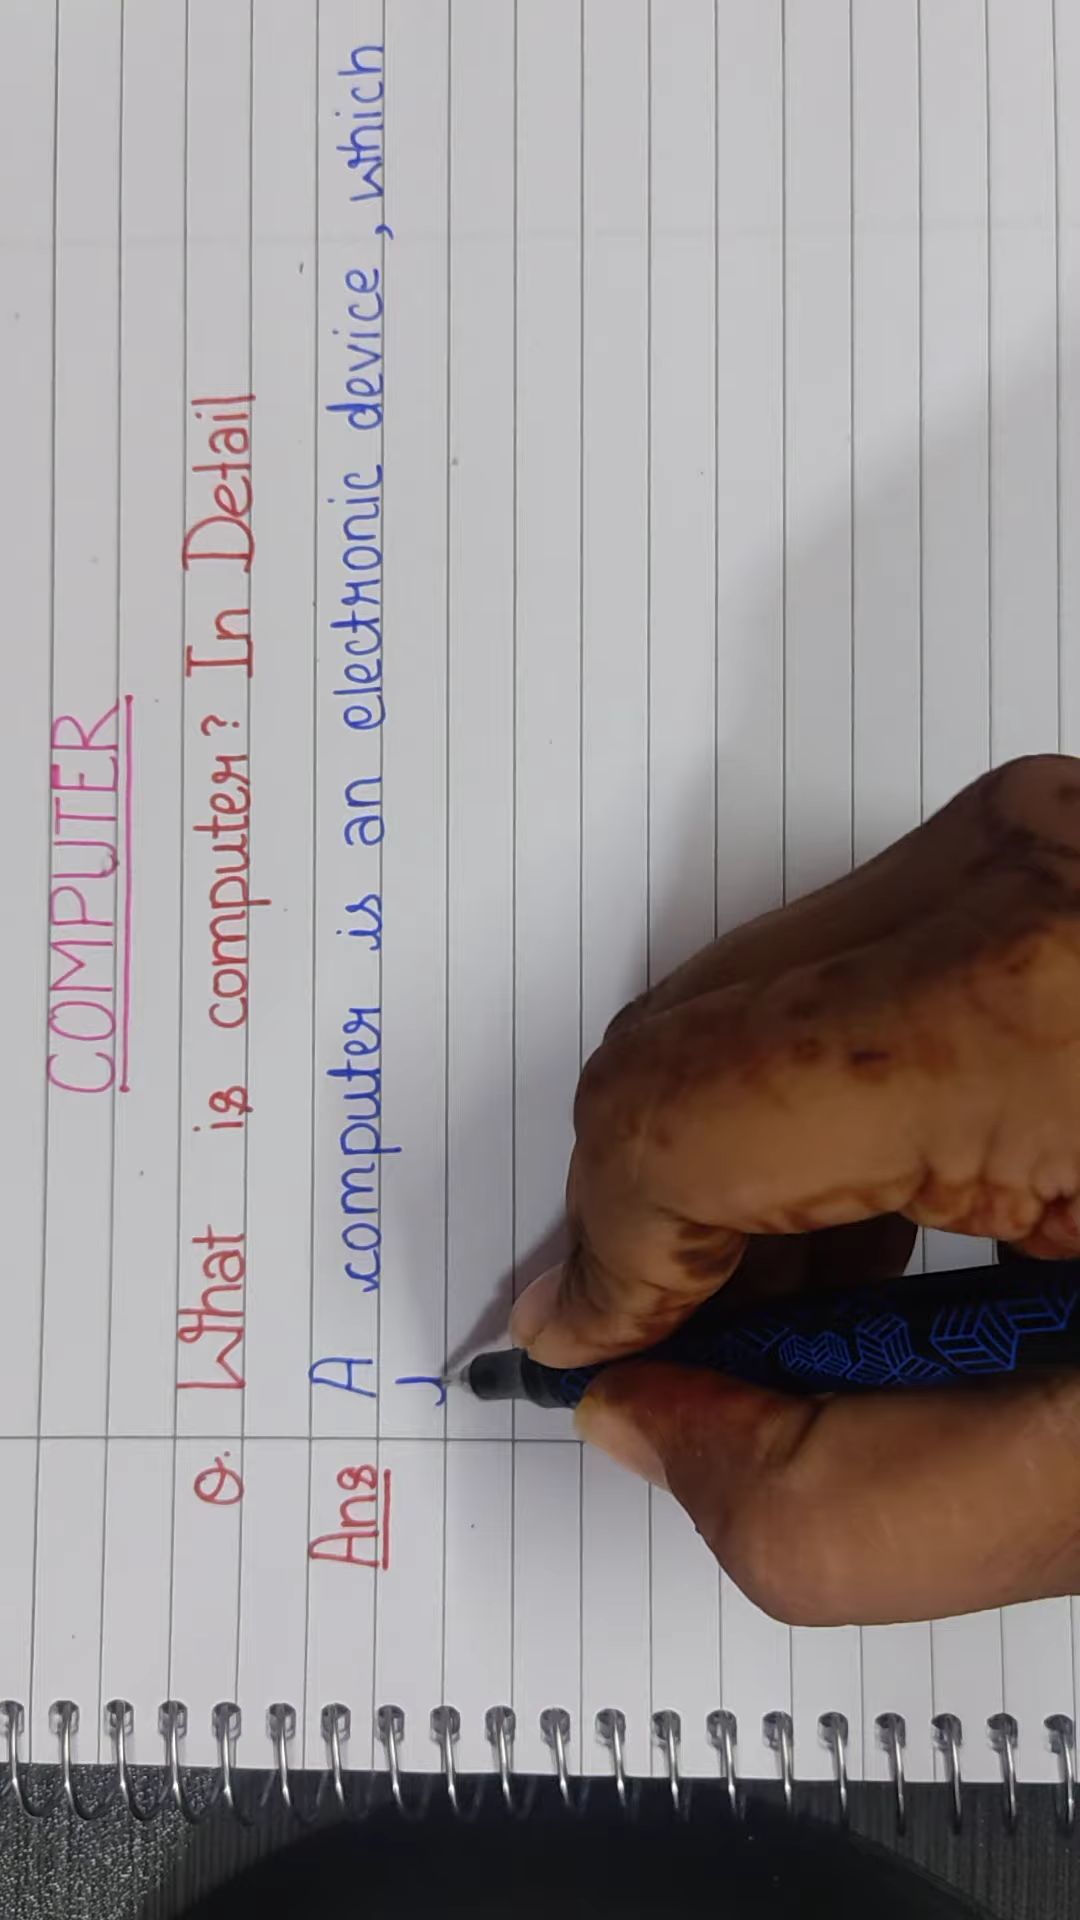 COMPUTER
Q. What is computer? In Detail
Ans A computer is an electronic device, which